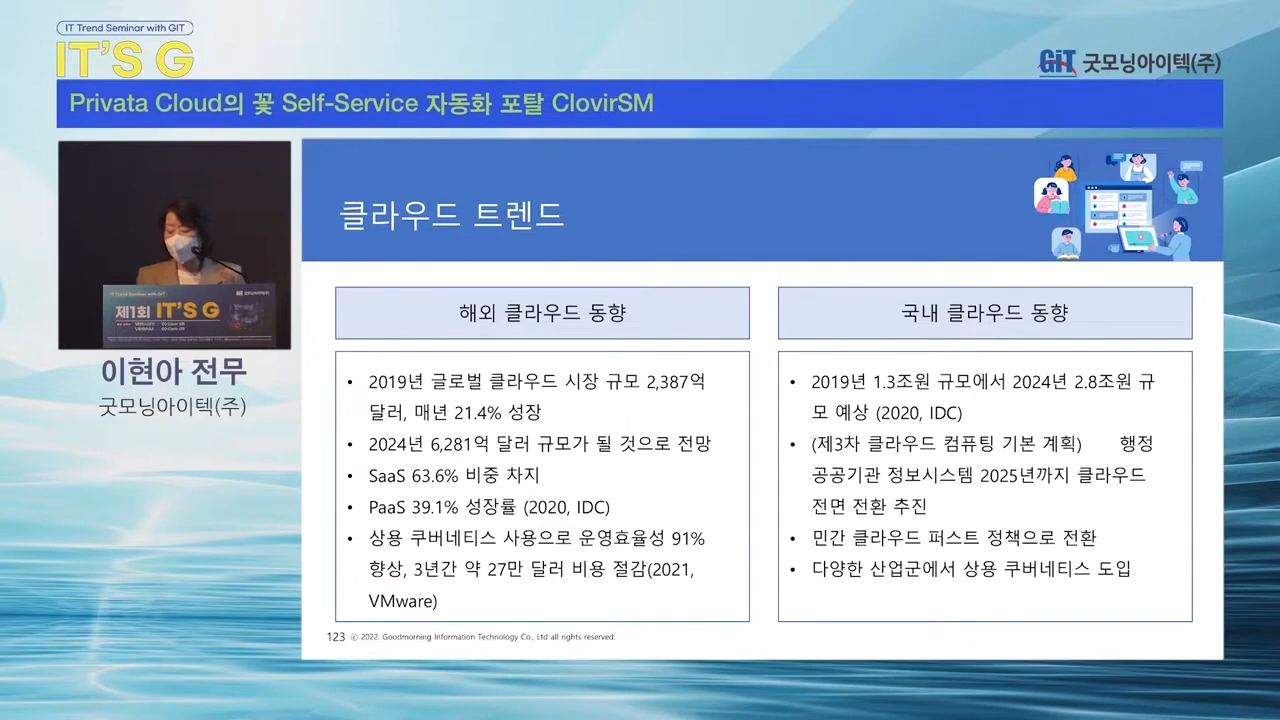 IT Trend Seminar with GIT
IT'S G
GiT 굿모닝아이텍(주)
Privata Cloud의 꽃 Self-Service 자동화 포탈 ClovirSM
제1회 IT'S G
이현아 전무
굿모닝아이텍(주)
클라우드 트렌드
해외 클라우드 동향
• 2019년 글로벌 클라우드 시장 규모 2,387억
달러, 매년 21.4% 성장
• 2024년 6,281억 달러 규모가 될 것으로 전망
• SaaS 63.6% 비중 차지
• PaaS 39.1% 성장률 (2020, IDC)
• 상용 쿠버네티스 사용으로 운영효율성 91%
향상, 3년간 약 27만 달러 비용 절감(2021,
VMware)
국내 클라우드 동향
• 2019년 1.3조원 규모에서 2024년 2.8조원 규
모 예상 (2020, IDC)
• (제3차 클라우드 컴퓨팅 기본 계획) 행정
공공기관 정보시스템 2025년까지 클라우드
전면 전환 추진
• 민간 클라우드 퍼스트 정책으로 전환
• 다양한 산업군에서 상용 쿠버네티스 도입
123 ⓒ 2022. Goodmorning Information Technology Co., Ltd all rights reserved.